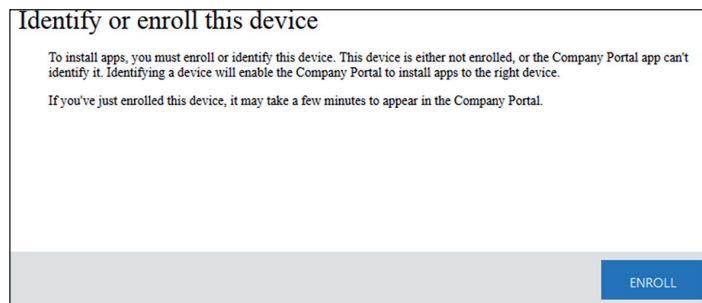 Identify or enroll this device
To install apps, you must enroll or identify this device. This device is either not enrolled, or the Company Portal app can't
identify it. Identifying a device will enable the Company Portal to install apps to the right device.
If you've just enrolled this device, it may take a few minutes to appear in the Company Portal.
ENROLL